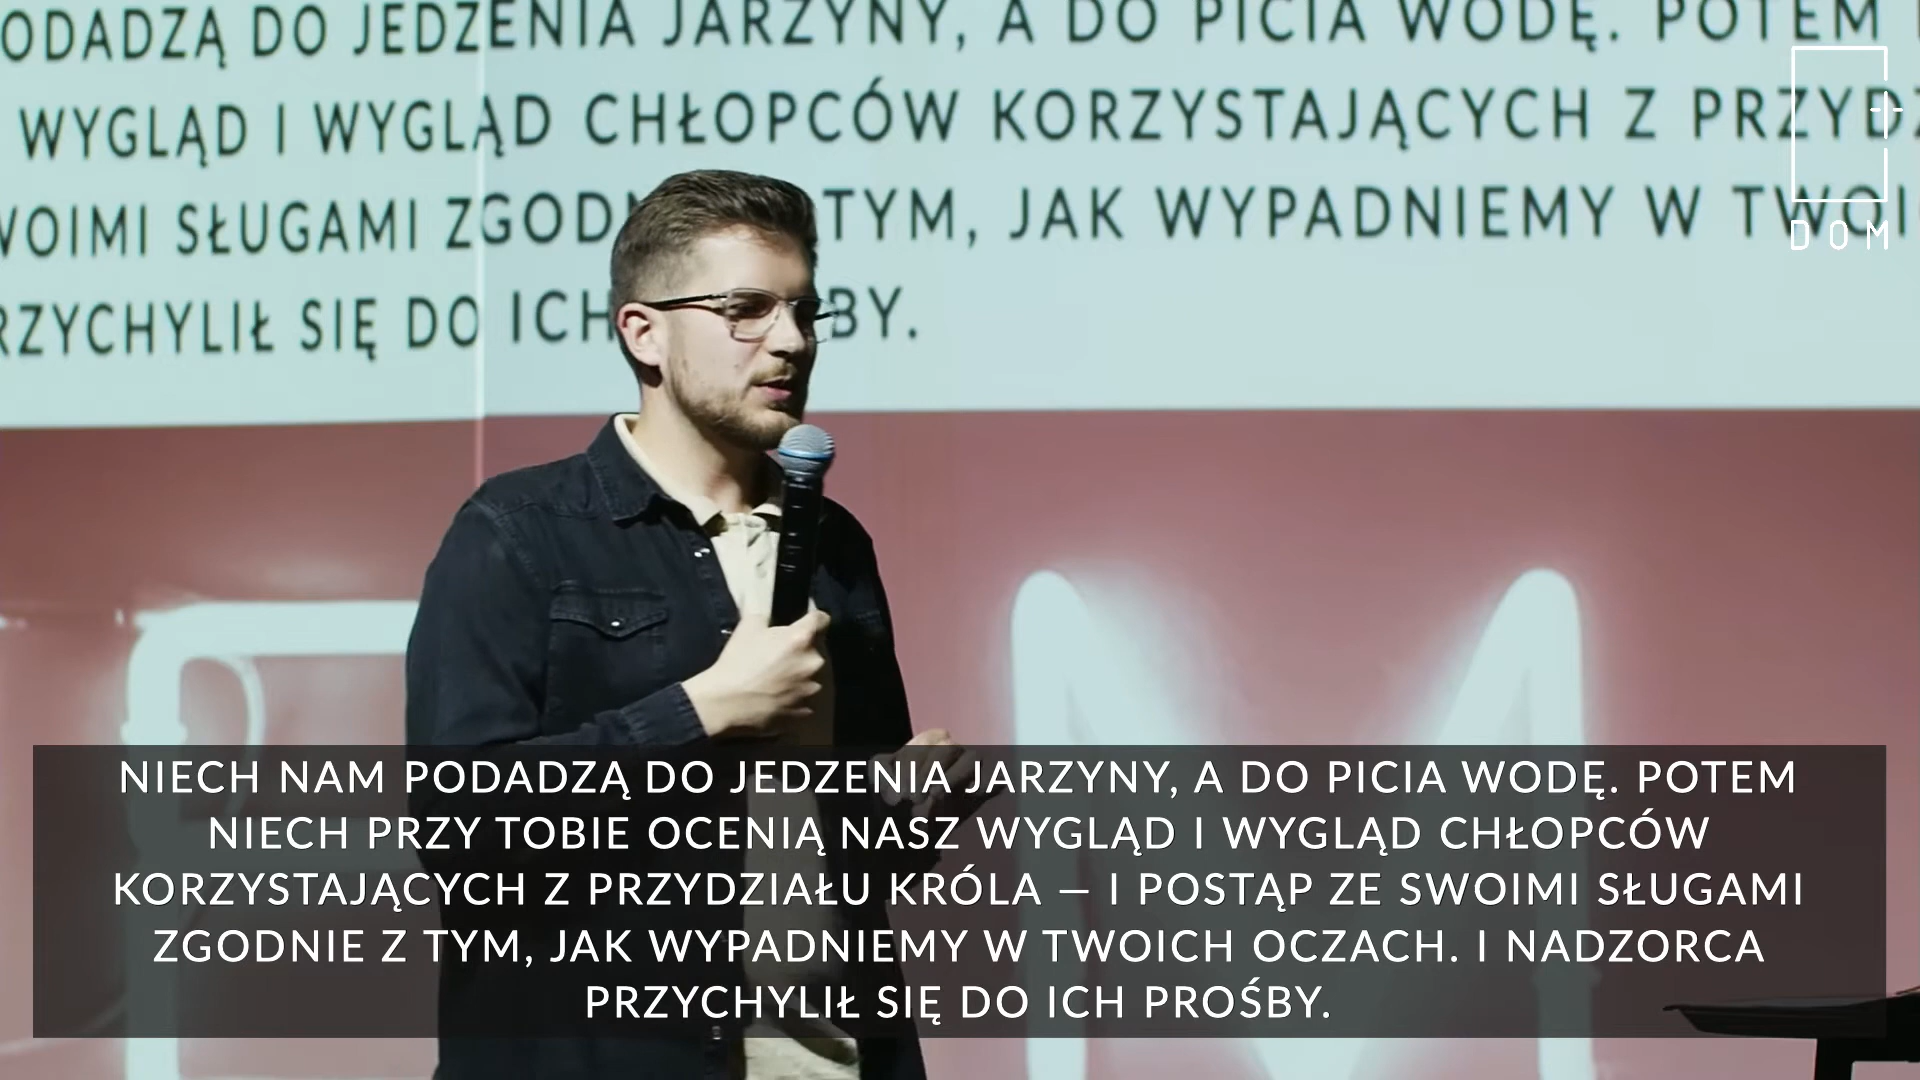 ODADZĄ DO JEDZENIA JARZYNY, A DO PICIA WODĘ. POTEM
WYGLĄD I WYGLĄD CHŁOPCÓW KORZYSTAJĄCYCH Z PRZYDZ
WOIMI SŁUGAMI ZGODN TYM, JAK WYPADNIEMY W TWOI
RZYCHYLIŁ SIĘ DO ICH BY.
DOM
M
NIECH NAM PODADZĄ DO JEDZENIA JARZYNY, A DO PICIA WODĘ. POTEM
NIECH PRZY TOBIE OCENIĄ NASZ WYGLĄD I WYGLĄD CHŁOPCÓW
KORZYSTAJĄCYCH Z PRZYDZIAŁU KRÓLA – I POSTĄP ZE SWOIMI SŁUGAMI
ZGODNIE Z TYM, JAK WYPADNIEMY W TWOICH OCZACH. I NADZORCA
PRZYCHYLIŁ SIĘ DO ICH PROŚBY.